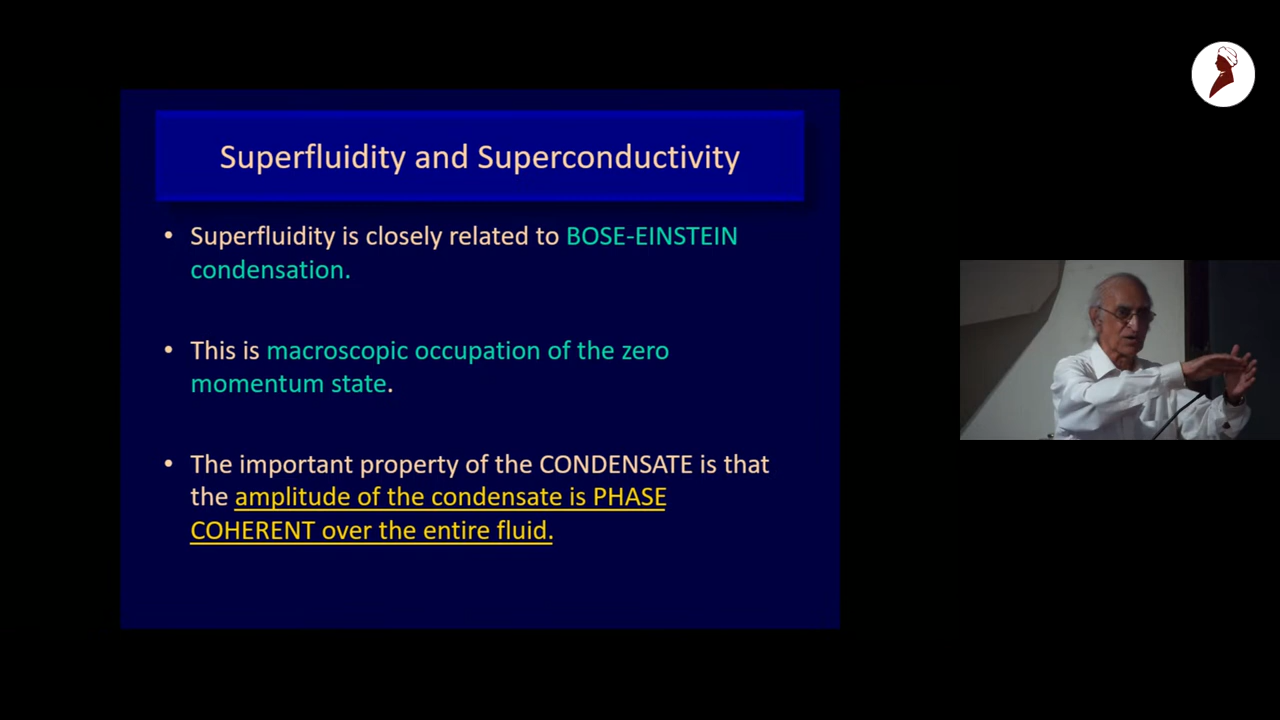 Superfluidity and Superconductivity
• Superfluidity is closely related to BOSE-EINSTEIN
condensation.
• This is macroscopic occupation of the zero
momentum state.
• The important property of the CONDENSATE is that
the amplitude of the condensate is PHASE
COHERENT over the entire fluid.